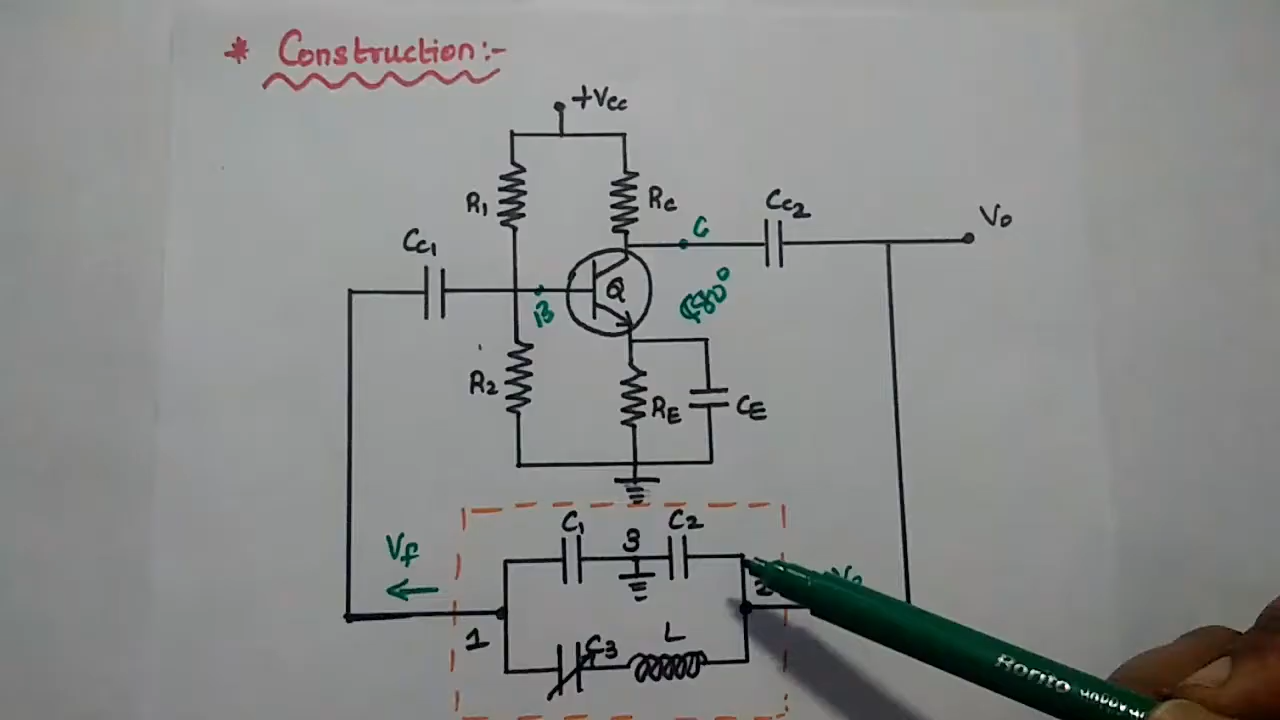 * Construction:-
+Vcc
R1
Rc
Cc2
Vo
Cc1
Q
B
180°
R2
RE
CE
C1
3
C2
Vf
2
1
C3
L
Rorito